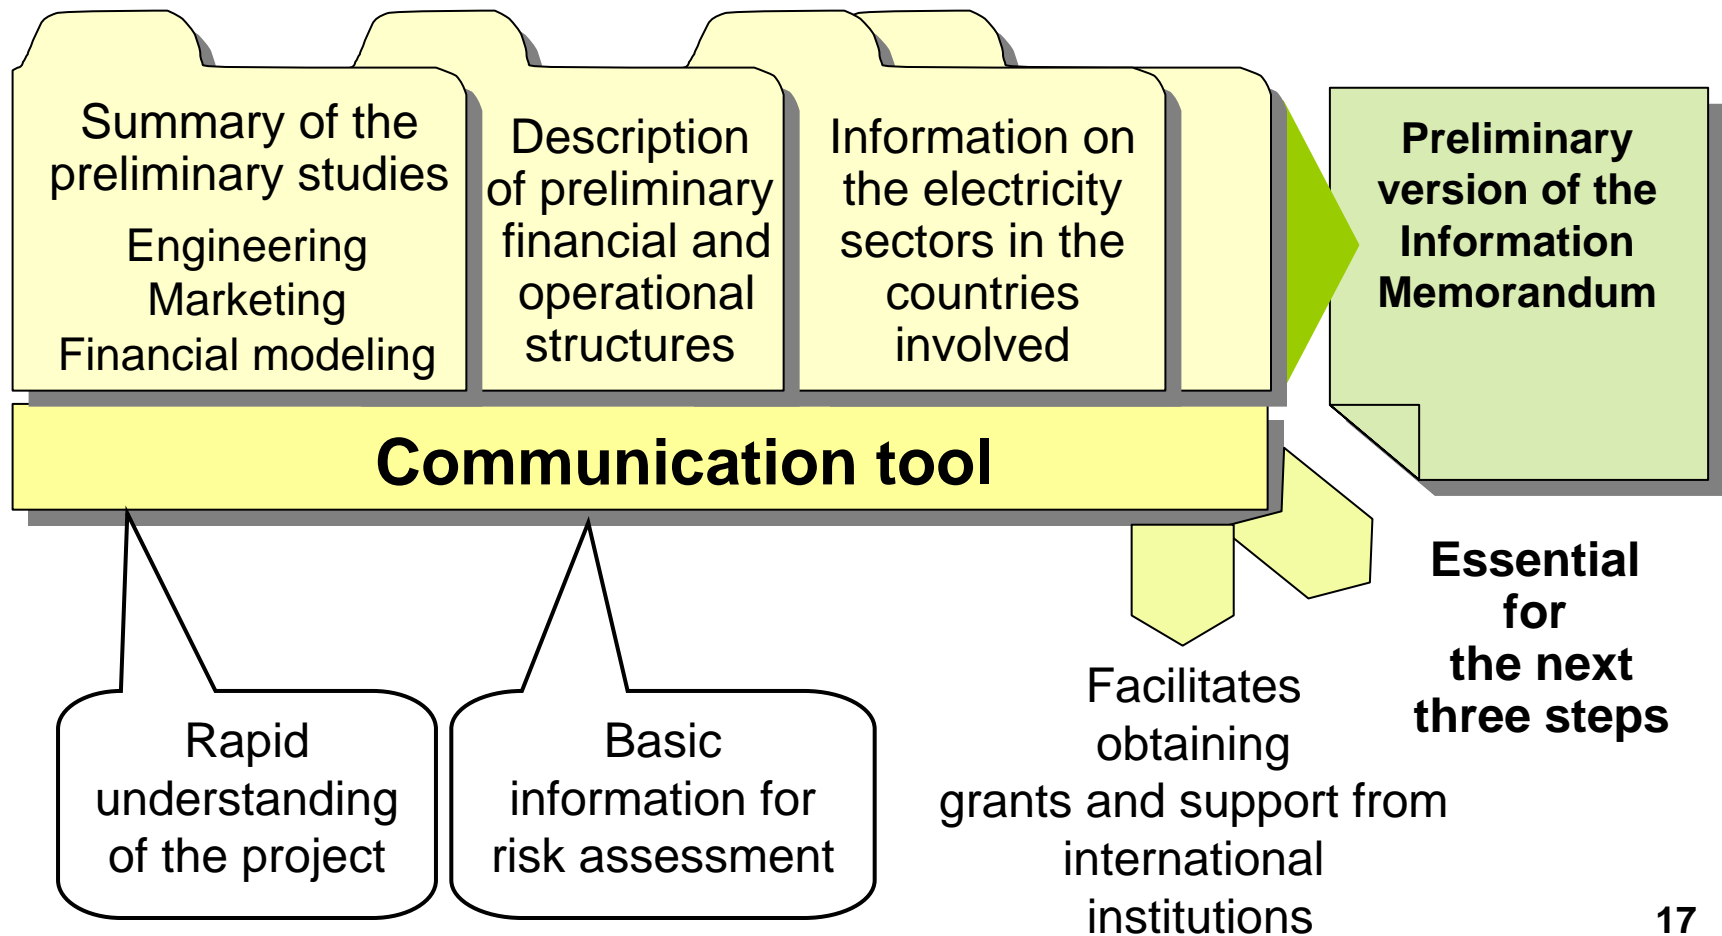 Summary of the
preliminary studies
Engineering
Marketing
Financial modeling
Description
of preliminary
financial and
operational
structures
Information on
the electricity
sectors in the
countries
involved
Preliminary
version of the
Information
Memorandum
Communication tool
Rapid
understanding
of the project
Basic
information for
risk assessment
Facilitates
obtaining
grants and support from
international
institutions
Essential
for
the next
three steps
17